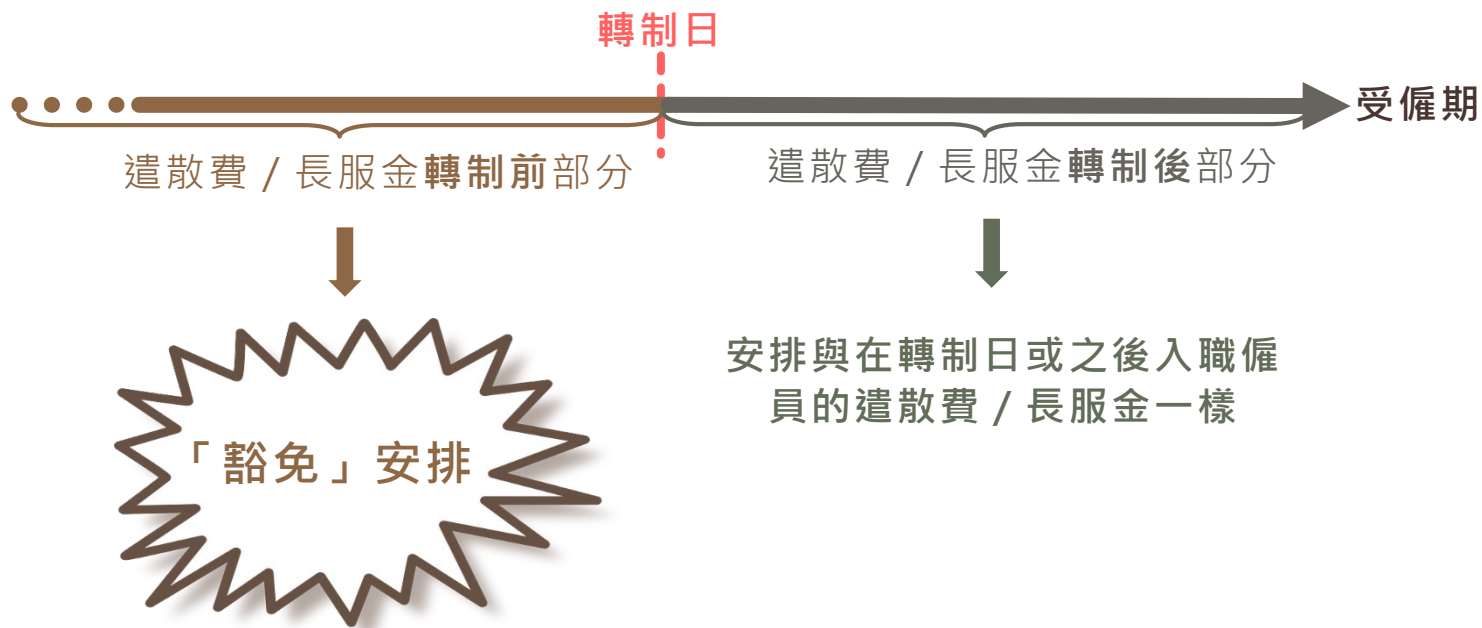 轉制日
受僱期
遣散費 / 長服金轉制前部分
遣散費 / 長服金轉制後部分
「豁免」安排
安排與在轉制日或之後入職僱
員的遣散費 / 長服金一樣